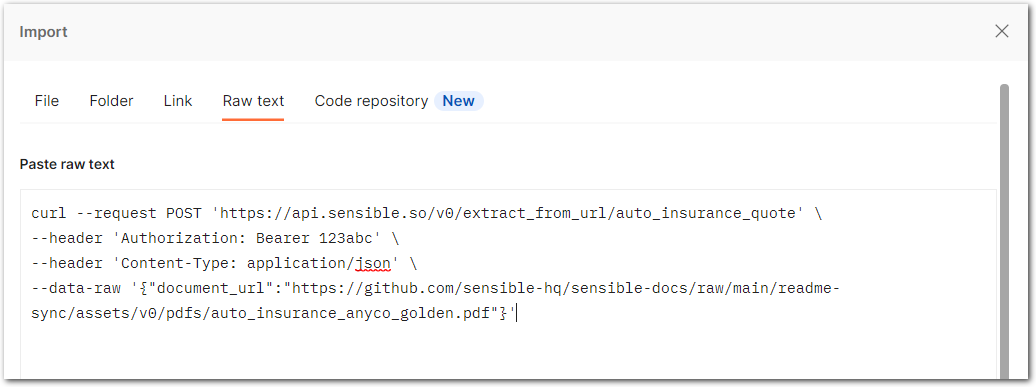 Import
File Folder Link Raw text Code repository New
Paste raw text
curl --request POST 'https://api.sensible.so/v0/extract_from_url/auto_insurance_quote' \
--header 'Authorization: Bearer 123abc' \
--header 'Content-Type: application/json' \
--data-raw '{"document_url":"https://github.com/sensible-hq/sensible-docs/raw/main/readme-
sync/assets/v0/pdfs/auto_insurance_anyco_golden.pdf"}'